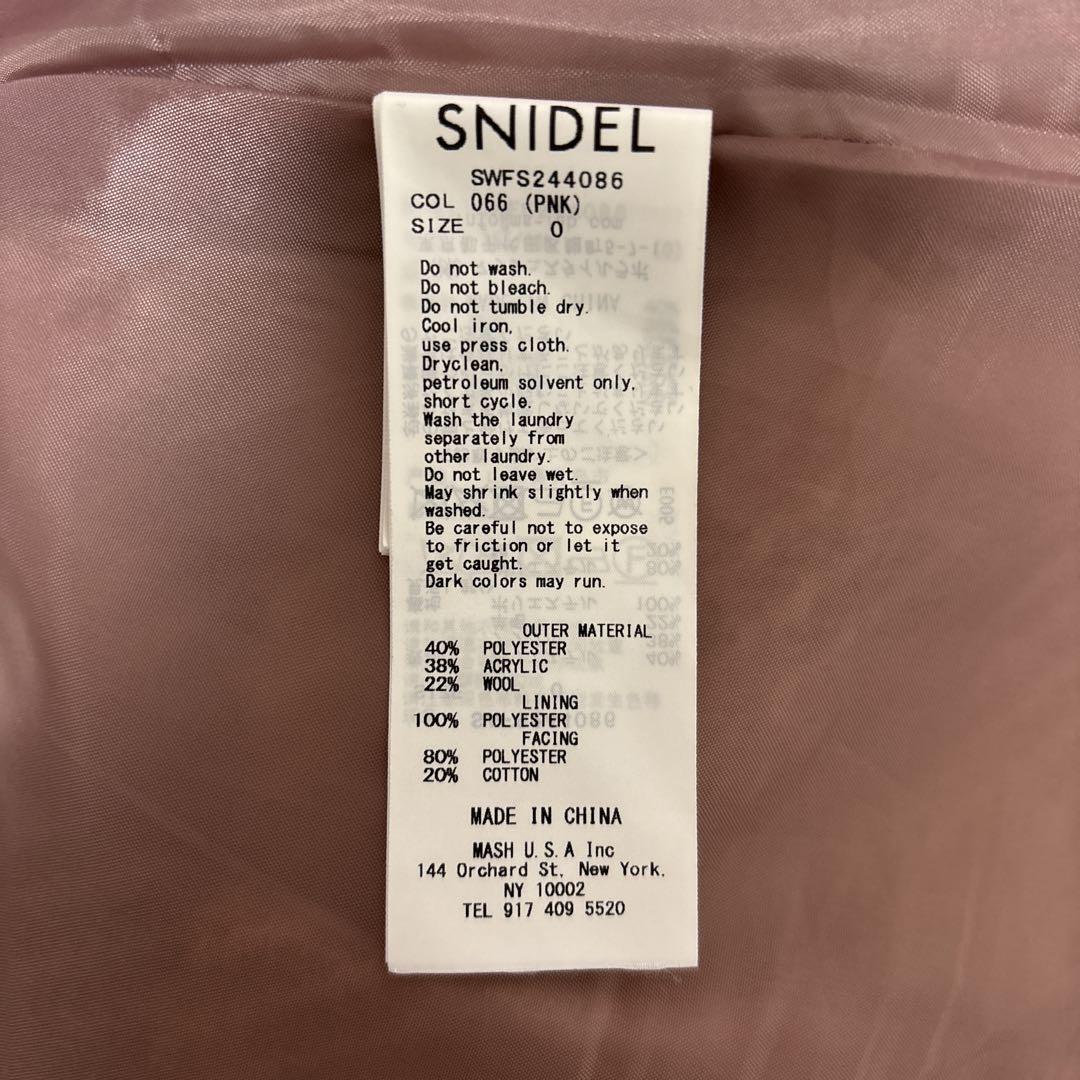 SNIDEL
SWFS244086
COL 066 (PNK)
SIZE 0
Do not wash.
Do not bleach.
Do not tumble dry.
Cool iron,
use press cloth.
Dryclean,
petroleum solvent only,
short cycle.
Wash the laundry
separately from
other laundry.
Do not leave wet.
May shrink slightly when
washed.
Be careful not to expose
to friction or let it
get caught.
Dark colors may run.
OUTER MATERIAL
40% POLYESTER
38% ACRYLIC
22% WOOL
LINING
100% POLYESTER
FACING
80% POLYESTER
20% COTTON
MADE IN CHINA
MASH U.S.A Inc
144 Orchard St, New York,
NY 10002
TEL 917 409 5520